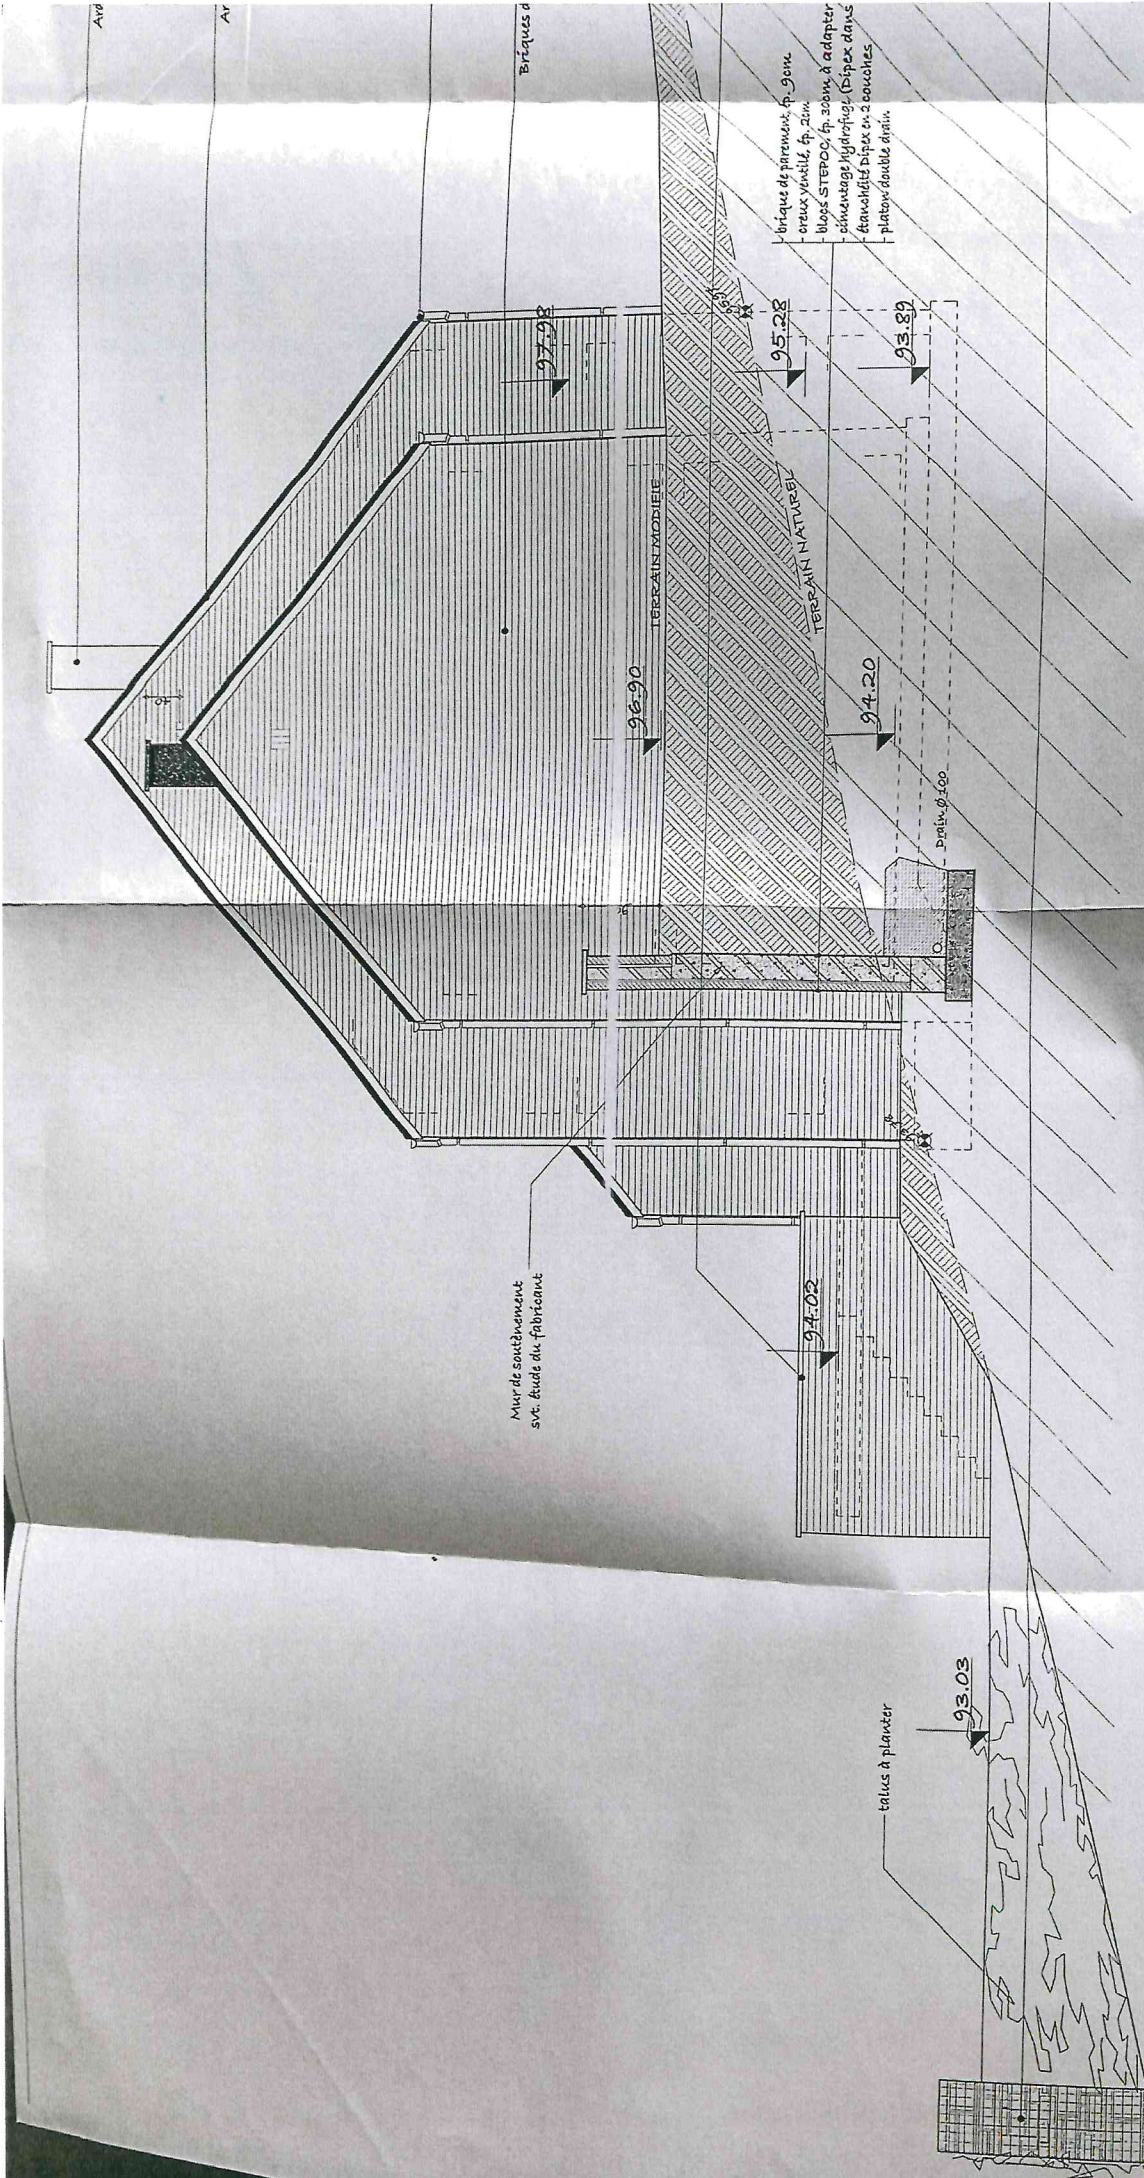 Ard
Ar
Briques d
brique de parement, ép. 9cm
creux ventilé, ép. 2cm
blocs STEPOC, ép. 30cm, à adapter
cimentage hydrofuge (Dipex dans
étanchéité Dipex en 2 couches
platon double drain
97.98
95.28
93.89
TERRAIN MODIFIE
TERRAIN NATUREL
96.90
94.20
Drain Ø 100
Mur de soutènement
svt. étude du fabricant
94.02
93.03
talus à planter